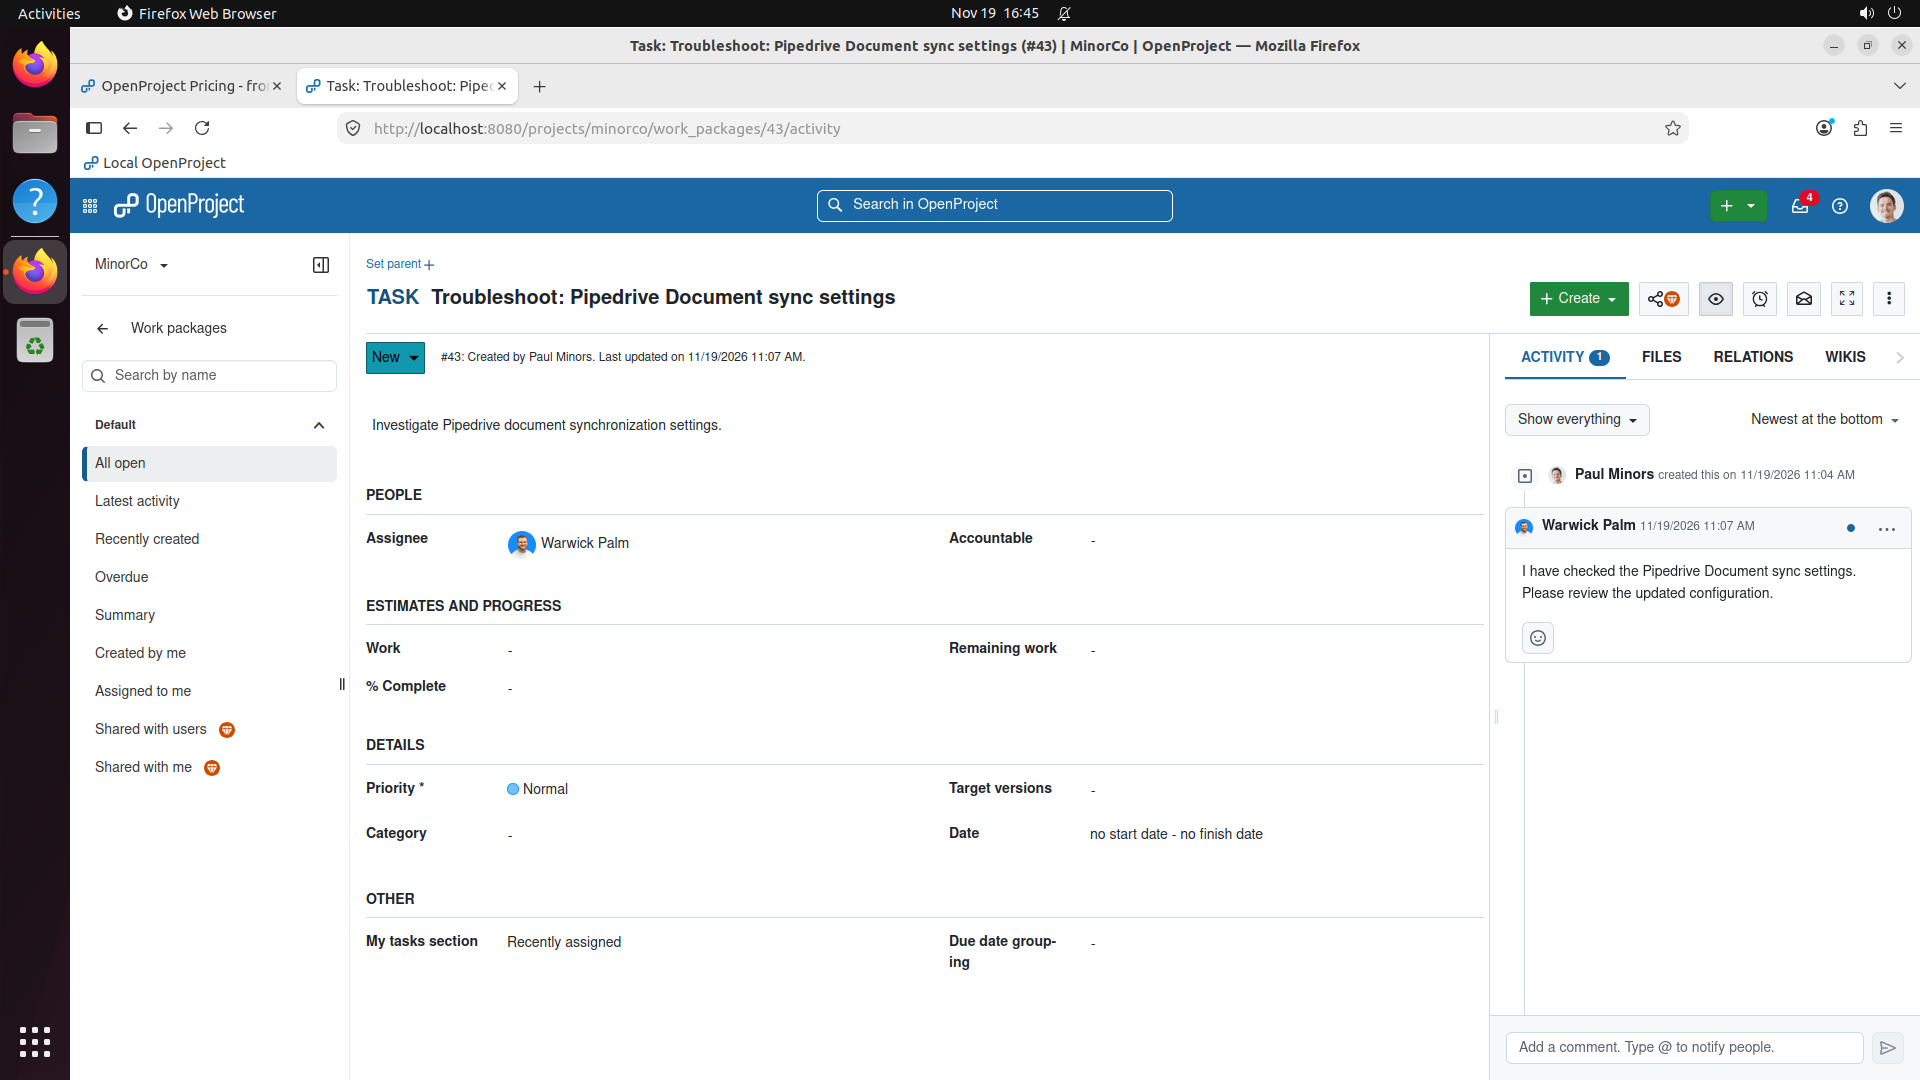 Activities
Firefox Web Browser
Nov 19 16:45
Task: Troubleshoot: Pipedrive Document sync settings (#43) | MinorCo | OpenProject — Mozilla Firefox
OpenProject Pricing - fro
Task: Troubleshoot: Pipe
http://localhost:8080/projects/minorco/work_packages/43/activity
Local OpenProject
OpenProject
Search in OpenProject
4
MinorCo
Work packages
Search by name
Default
All open
Latest activity
Recently created
Overdue
Summary
Created by me
Assigned to me
Shared with users
Shared with me
Set parent
TASK Troubleshoot: Pipedrive Document sync settings
Create
New
#43: Created by Paul Minors. Last updated on 11/19/2026 11:07 AM.
Investigate Pipedrive document synchronization settings.
PEOPLE
Assignee
Warwick Palm
Accountable
-
ESTIMATES AND PROGRESS
Work
-
Remaining work
-
% Complete
-
DETAILS
Priority *
Normal
Target versions
-
Category
-
Date
no start date - no finish date
OTHER
My tasks section
Recently assigned
Due date group-
ing
-
ACTIVITY 1
FILES
RELATIONS
WIKIS
Show everything
Newest at the bottom
Paul Minors created this on 11/19/2026 11:04 AM
Warwick Palm 11/19/2026 11:07 AM
I have checked the Pipedrive Document sync settings.
Please review the updated configuration.
Add a comment. Type @ to notify people.